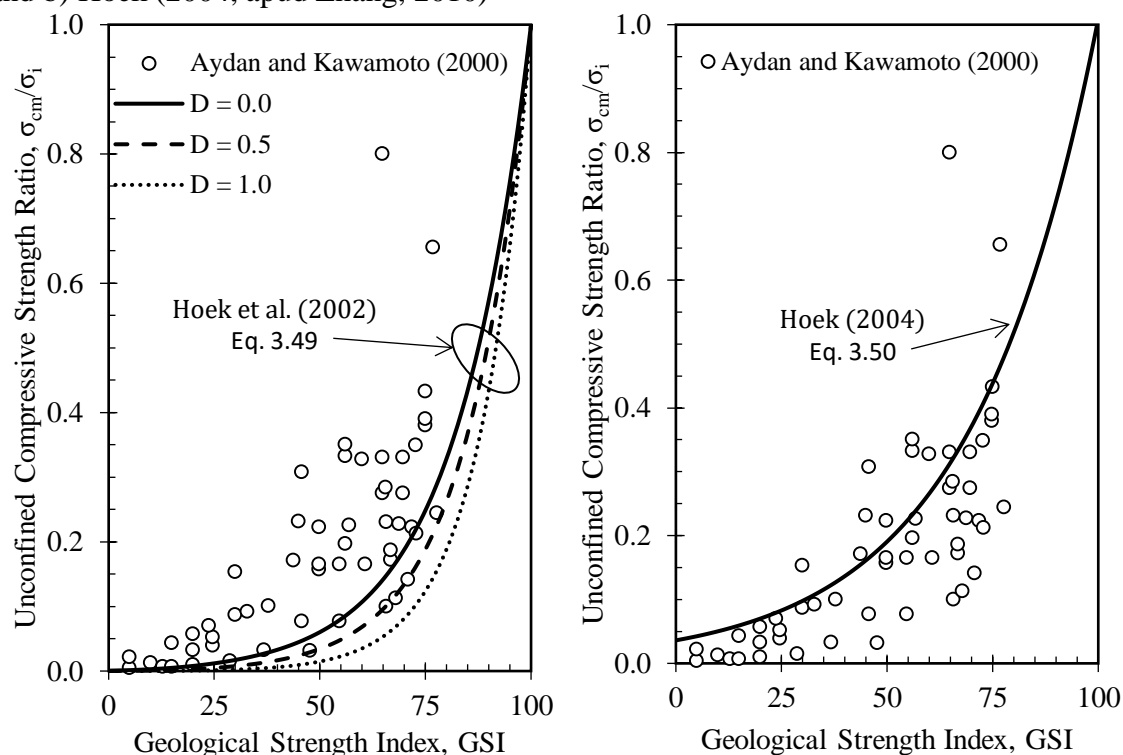 and b) Hoek (2004, apud Zhang, 2016)
1.0
0.8
0.6
0.4
0.2
0.0
Unconfined Compressive Strength Ratio, σcm/σi
Aydan and Kawamoto (2000)
D = 0.0
D = 0.5
D = 1.0
Hoek et al. (2002)
Eq. 3.49
0 25 50 75 100
Geological Strength Index, GSI
1.0
0.8
0.6
0.4
0.2
0.0
Unconfined Compressive Strength Ratio, σcm/σi
Aydan and Kawamoto (2000)
Hoek (2004)
Eq. 3.50
0 25 50 75 100
Geological Strength Index, GSI